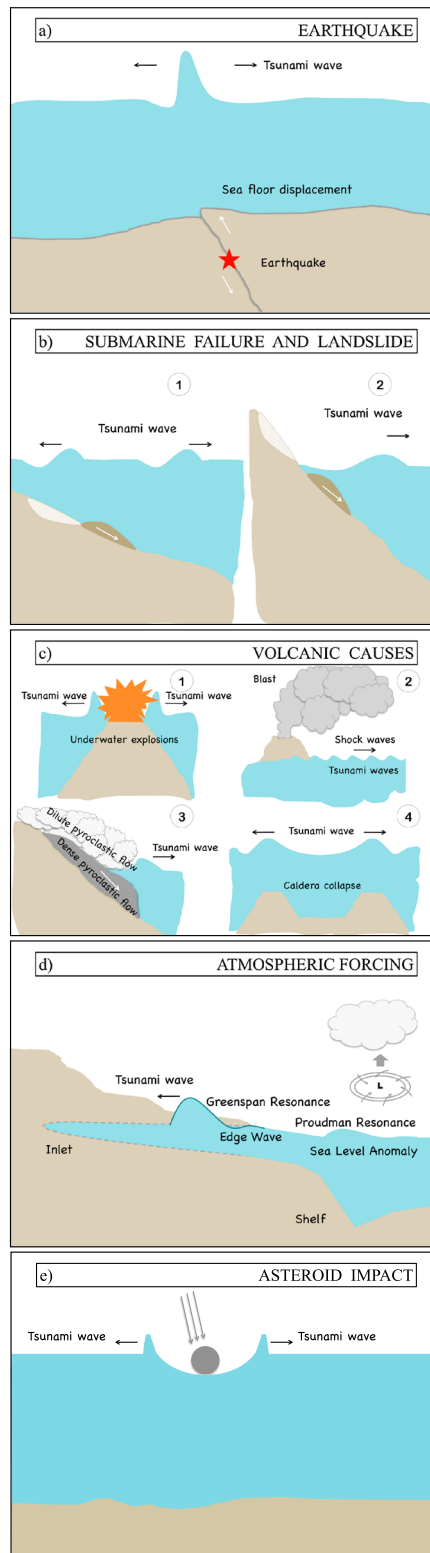 a) EARTHQUAKE
Tsunami wave
Sea floor displacement
Earthquake
b) SUBMARINE FAILURE AND LANDSLIDE
1
2
Tsunami wave
Tsunami wave
c) VOLCANIC CAUSES
1
Tsunami wave
Tsunami wave
Underwater explosions
2
Blast
Shock waves
Tsunami waves
3
Dilute pyroclastic flow
Dense pyroclastic flow
Tsunami wave
4
Tsunami wave
Caldera collapse
d) ATMOSPHERIC FORCING
L
Tsunami wave
Greenspan Resonance
Edge Wave
Proudman Resonance
Sea Level Anomaly
Inlet
Shelf
e) ASTEROID IMPACT
Tsunami wave
Tsunami wave